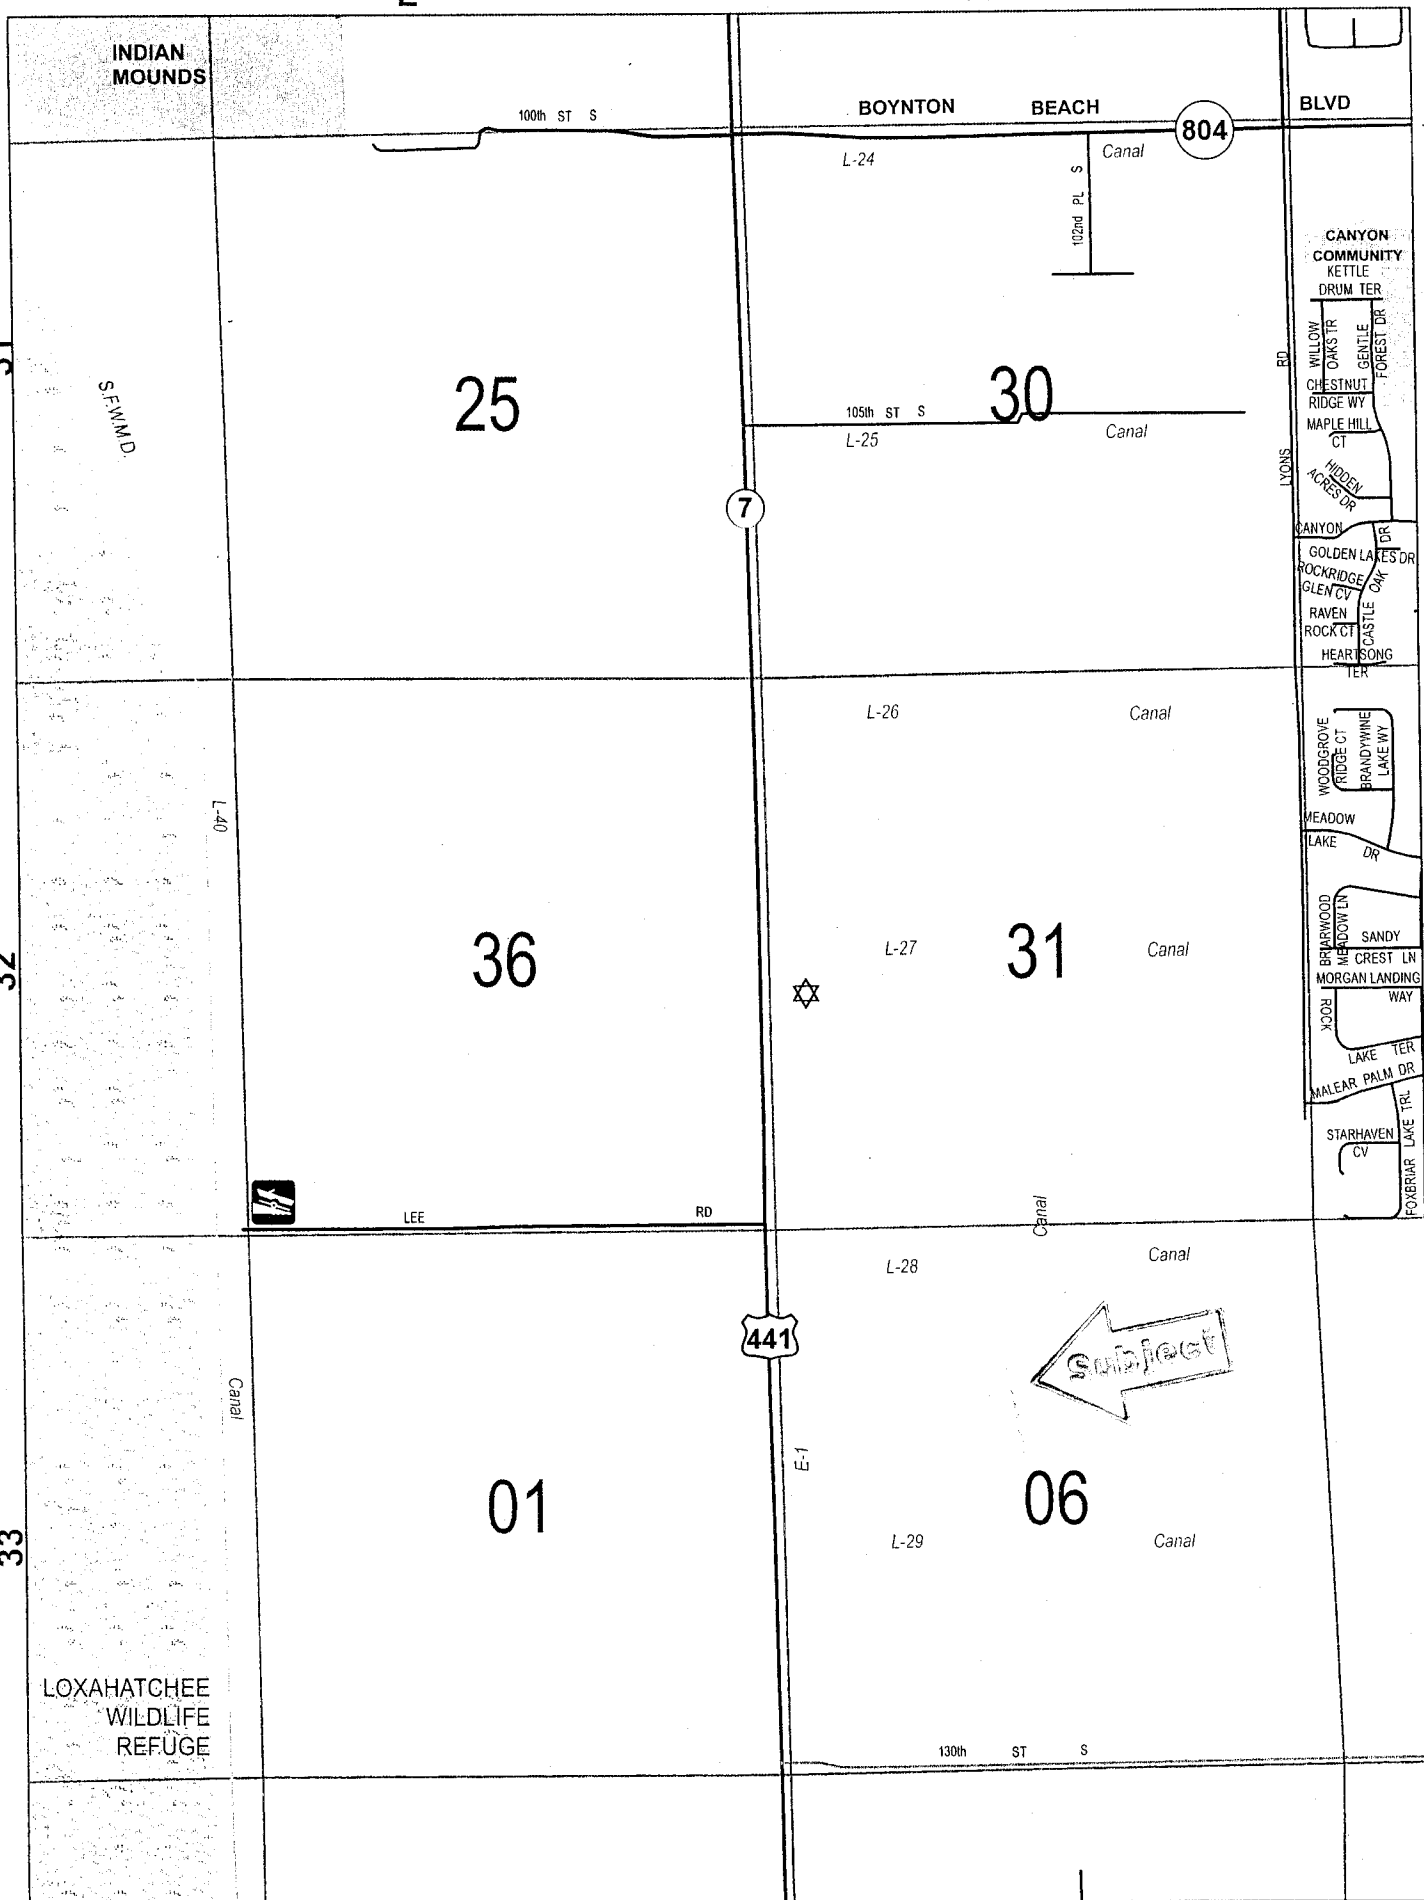 INDIAN
MOUNDS
100th ST S
BOYNTON BEACH BLVD
804
L-24 Canal
102nd PL S
CANYON
COMMUNITY
KETTLE
DRUM TER
WILLOW
OAKS TR
GENTLE
FOREST DR
CHESTNUT
RIDGE WY
MAPLE HILL
CT
HIDDEN
ACRES DR
LYONS RD
S.F.W.M.D.
25
30
105th ST S
L-25 Canal
7
CANYON DR
GOLDEN LAKES DR
ROCKRIDGE
GLEN CV
CASTLE OAK
RAVEN
ROCK CT
HEARTSONG
TER
L-26 Canal
WOODGROVE
RIDGE CT
BRANDYWINE
LAKE WY
L-40
MEADOW
LAKE DR
32
36
L-27 Canal
31
BRIARWOOD
MEADOW LN
SANDY
CREST LN
MORGAN LANDING
WAY
ROCK
LAKE TER
MALEAR PALM DR
STARHAVEN
CV
FOXBRIAR LAKE TRL
LEE RD
Canal
L-28 Canal
441
Subject
Canal
E-1
01
06
33
L-29 Canal
LOXAHATCHEE
WILDLIFE
REFUGE
130th ST S